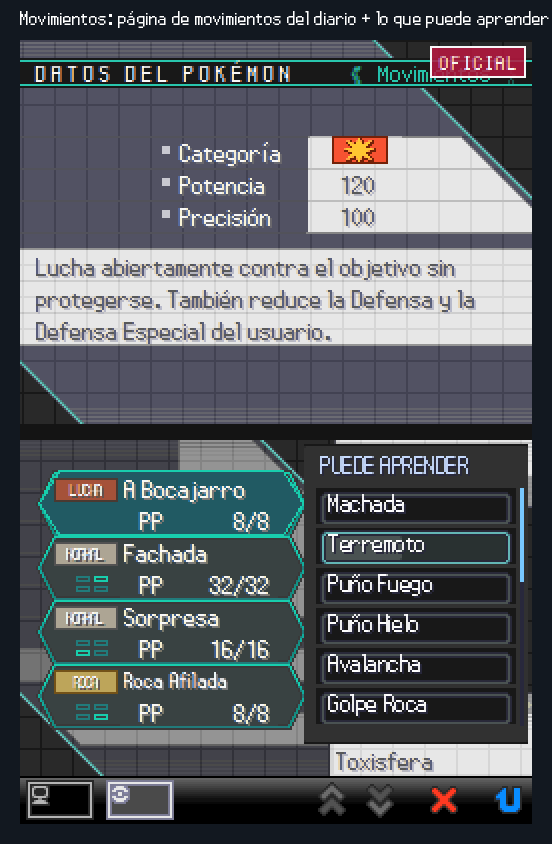 Movimientos: página de movimientos del diario + lo que puede aprender
OFICIAL
DATOS DEL POKÉMON
Movimientos
Categoría
Potencia 120
Precisión 100
Lucha abiertamente contra el objetivo sin
protegerse. También reduce la Defensa y la
Defensa Especial del usuario.
LUCHA A Bocajarro
PP 8/8
NORMAL Fachada
PP 32/32
NORMAL Sorpresa
PP 16/16
ROCA Roca Afilada
PP 8/8
PUEDE APRENDER
Machada
Terremoto
Puño Fuego
Puño Hielo
Avalancha
Golpe Roca
Toxisfera